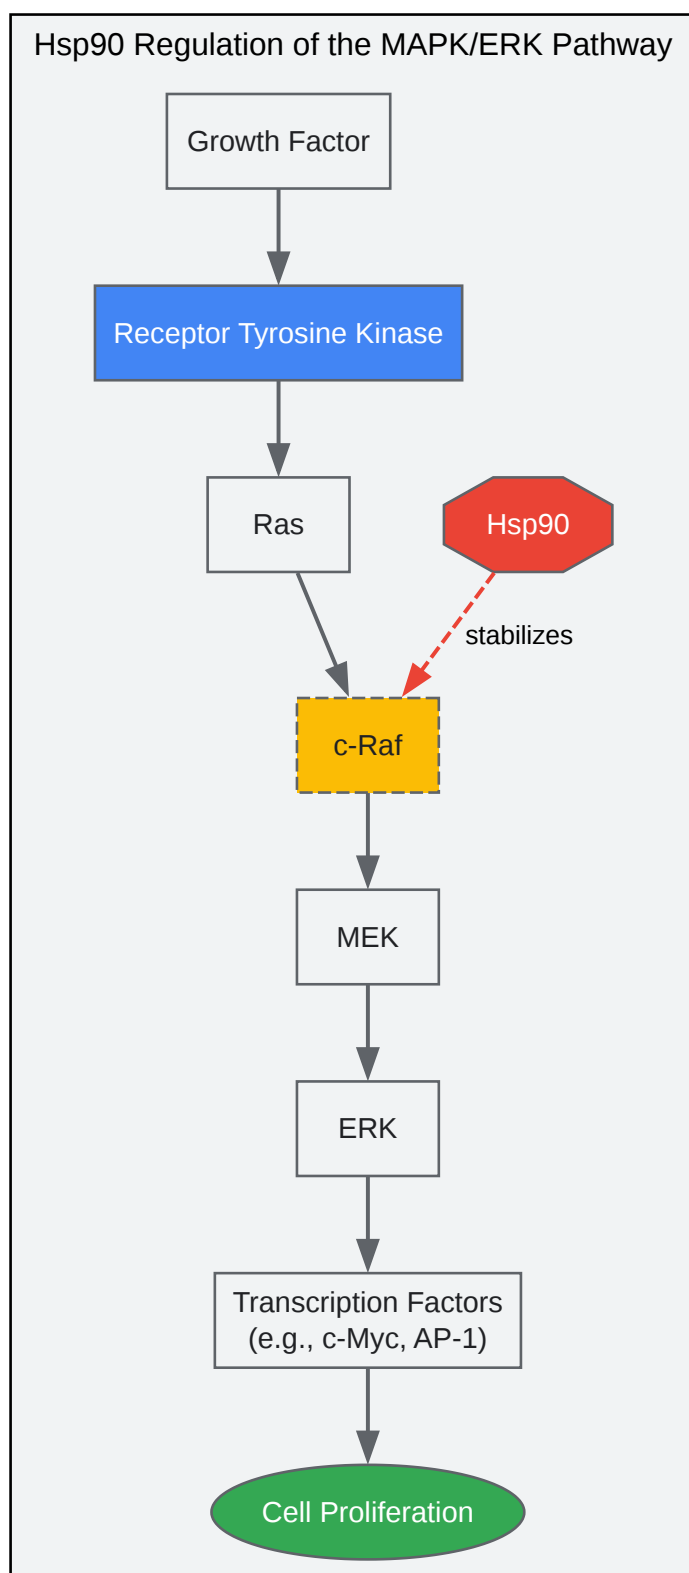 Hsp90 Regulation of the MAPK/ERK Pathway
Growth Factor
Receptor Tyrosine Kinase
Ras
Hsp90
stabilizes
c-Raf
MEK
ERK
Transcription Factors
(e.g., c-Myc, AP-1)
Cell Proliferation